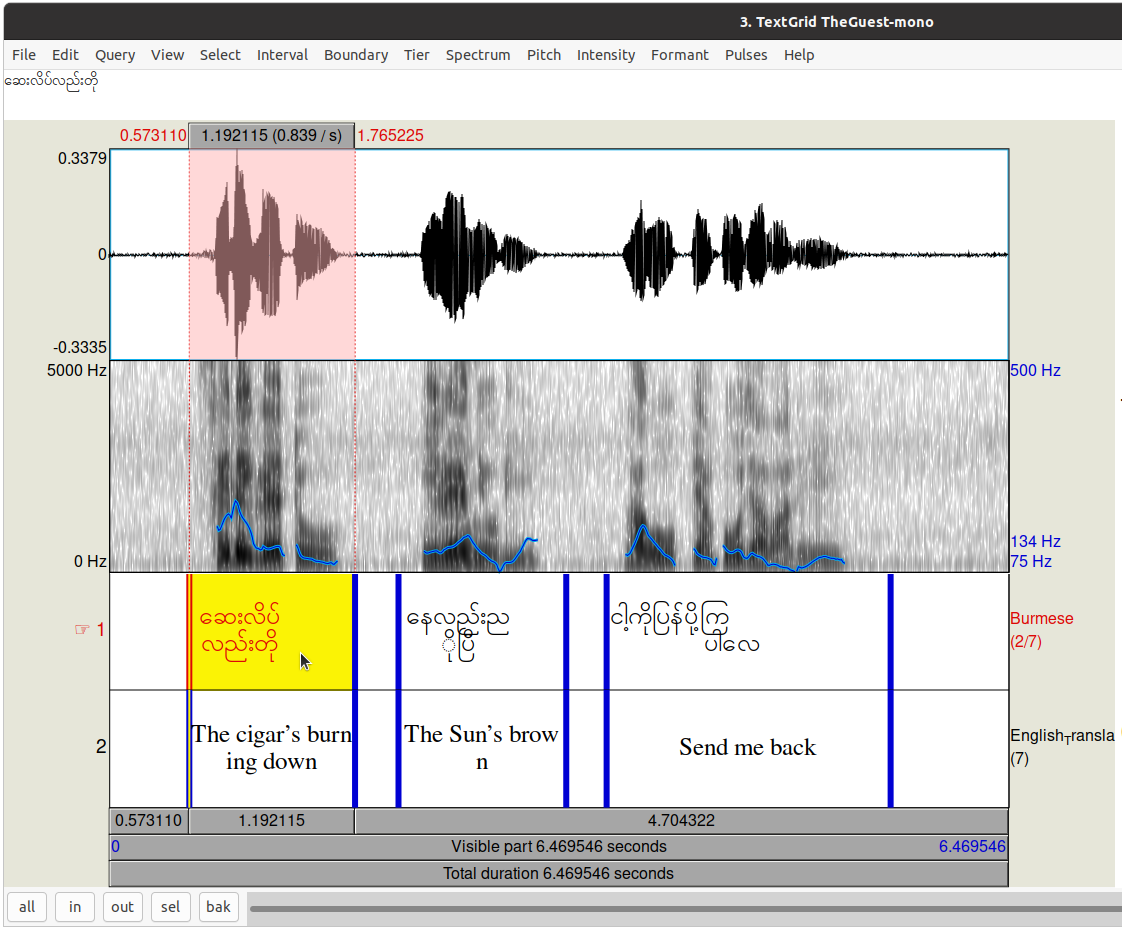 3. TextGrid TheGuest-mono
File Edit Query View Select Interval Boundary Tier Spectrum Pitch Intensity Formant Pulses Help
ဆေးလိပ်လည်းတို
0.573110 1.192115 (0.839 / s) 1.765225
0.3379
0
-0.3335
5000 Hz 500 Hz
134 Hz
0 Hz 75 Hz
☞ 1
ဆေးလိပ်
လည်းတို
နေလည်းည
ိုပြီ
ငါ့ကိုပြန်ပို့ကြ
ပါလေ
Burmese
(2/7)
2
The cigar’s burn
ing down
The Sun’s brow
n
Send me back
EnglishTransla
(7)
0.573110 1.192115 4.704322
0 Visible part 6.469546 seconds 6.469546
Total duration 6.469546 seconds
all in out sel bak